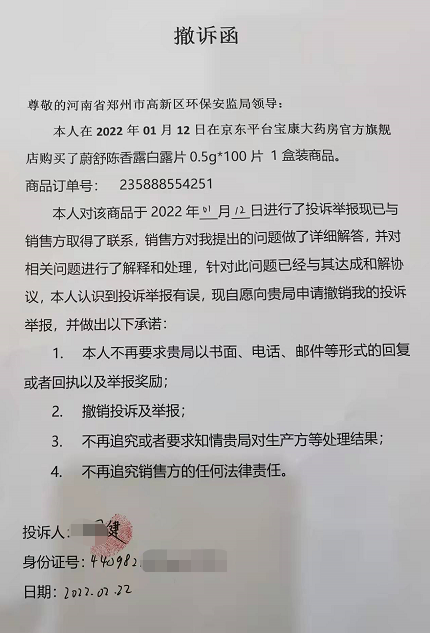 撤诉函
尊敬的河南省郑州市高新区环保安监局领导：
本人在 2022 年 01 月 12 日在京东平台宝康大药房官方旗舰
店购买了蔚舒陈香露白露片 0.5g*100 片 1 盒装商品。
商品订单号： 235888554251
本人对该商品于 2022 年 01 月 12 日进行了投诉举报现已与
销售方取得了联系，销售方对我提出的问题做了详细解答，并对
相关问题进行了解释和处理，针对此问题已经与其达成和解协
议，本人认识到投诉举报有误，现自愿向贵局申请撤销我的投诉
举报，并做出以下承诺：
1. 本人不再要求贵局以书面、电话、邮件等形式的回复
或者回执以及举报奖励；
2. 撤销投诉及举报；
3. 不再追究或者要求知情贵局对生产方等处理结果；
4. 不再追究销售方的任何法律责任。
投诉人：健
身份证号：440982
日期：2022.02.22